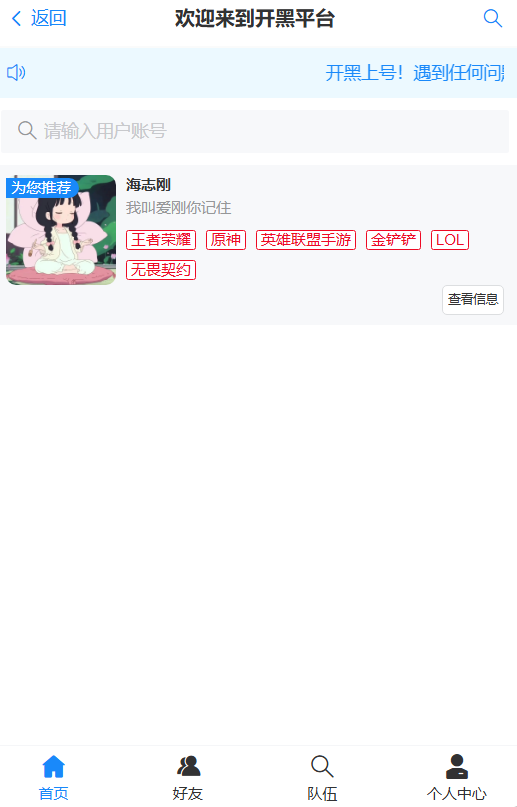 返回
欢迎来到开黑平台
开黑上号！遇到任何问
请输入用户账号
为您推荐
海志刚
我叫爱刚你记住
王者荣耀 原神 英雄联盟手游 金铲铲 LOL
无畏契约
查看信息
首页 好友 队伍 个人中心